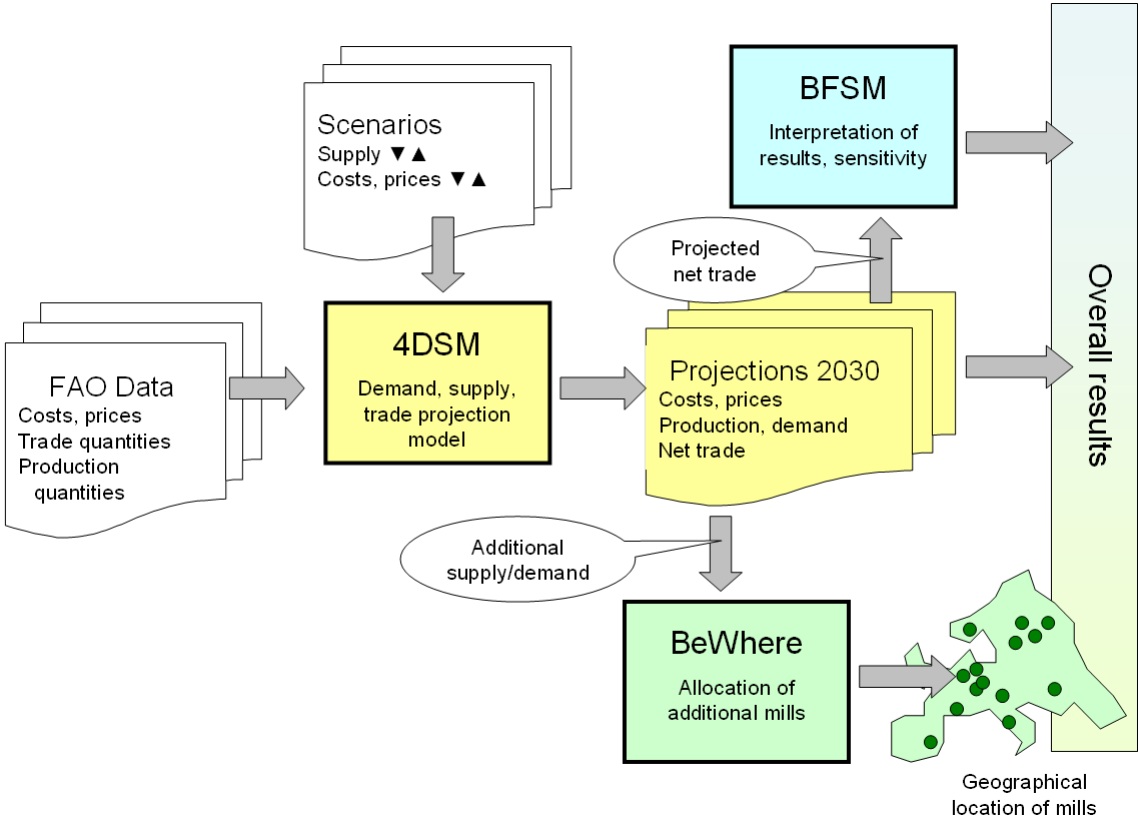 Scenarios
Supply ▼▲
Costs, prices ▼▲
BFSM
Interpretation of
results, sensitivity
Projected
net trade
FAO Data
Costs, prices
Trade quantities
Production
quantities
4DSM
Demand, supply,
trade projection
model
Projections 2030
Costs, prices
Production, demand
Net trade
Overall results
Additional
supply/demand
BeWhere
Allocation of
additional mills
Geographical
location of mills